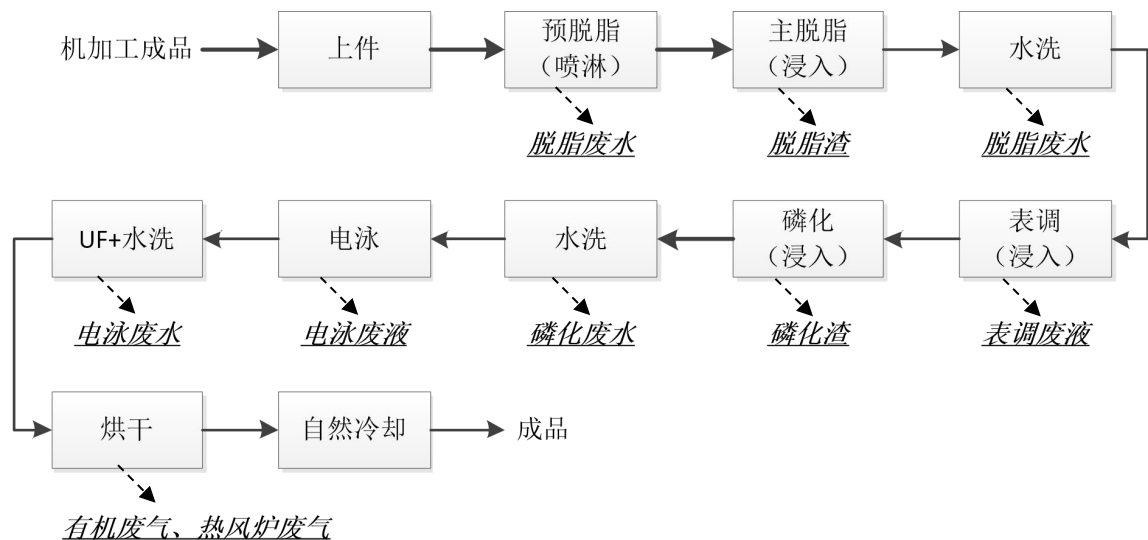 机加工成品
上件
预脱脂
（喷淋）
主脱脂
（浸入）
水洗
脱脂废水
脱脂渣
脱脂废水
UF+水洗
电泳
水洗
磷化
（浸入）
表调
（浸入）
电泳废水
电泳废液
磷化废水
磷化渣
表调废液
烘干
自然冷却
成品
有机废气、热风炉废气